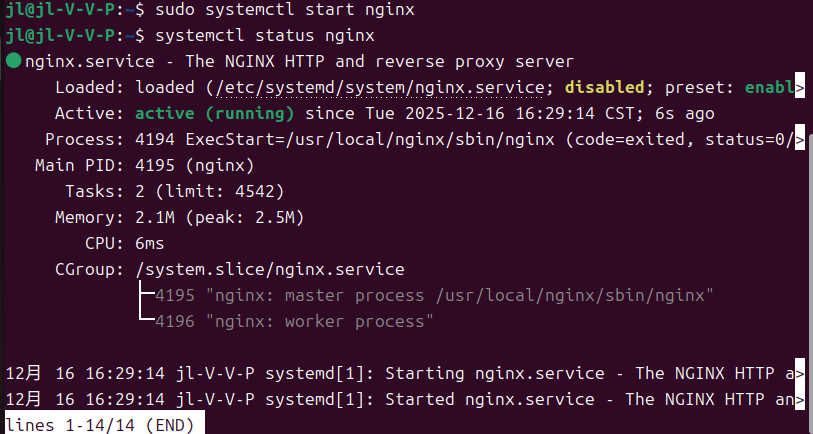 jl@jl-V-V-P:~$ sudo systemctl start nginx
jl@jl-V-V-P:~$ systemctl status nginx
● nginx.service - The NGINX HTTP and reverse proxy server
Loaded: loaded (/etc/systemd/system/nginx.service; disabled; preset: enabl>
Active: active (running) since Tue 2025-12-16 16:29:14 CST; 6s ago
Process: 4194 ExecStart=/usr/local/nginx/sbin/nginx (code=exited, status=0/>
Main PID: 4195 (nginx)
Tasks: 2 (limit: 4542)
Memory: 2.1M (peak: 2.5M)
CPU: 6ms
CGroup: /system.slice/nginx.service
├─4195 "nginx: master process /usr/local/nginx/sbin/nginx"
└─4196 "nginx: worker process"
12月 16 16:29:14 jl-V-V-P systemd[1]: Starting nginx.service - The NGINX HTTP a>
12月 16 16:29:14 jl-V-V-P systemd[1]: Started nginx.service - The NGINX HTTP an>
lines 1-14/14 (END)